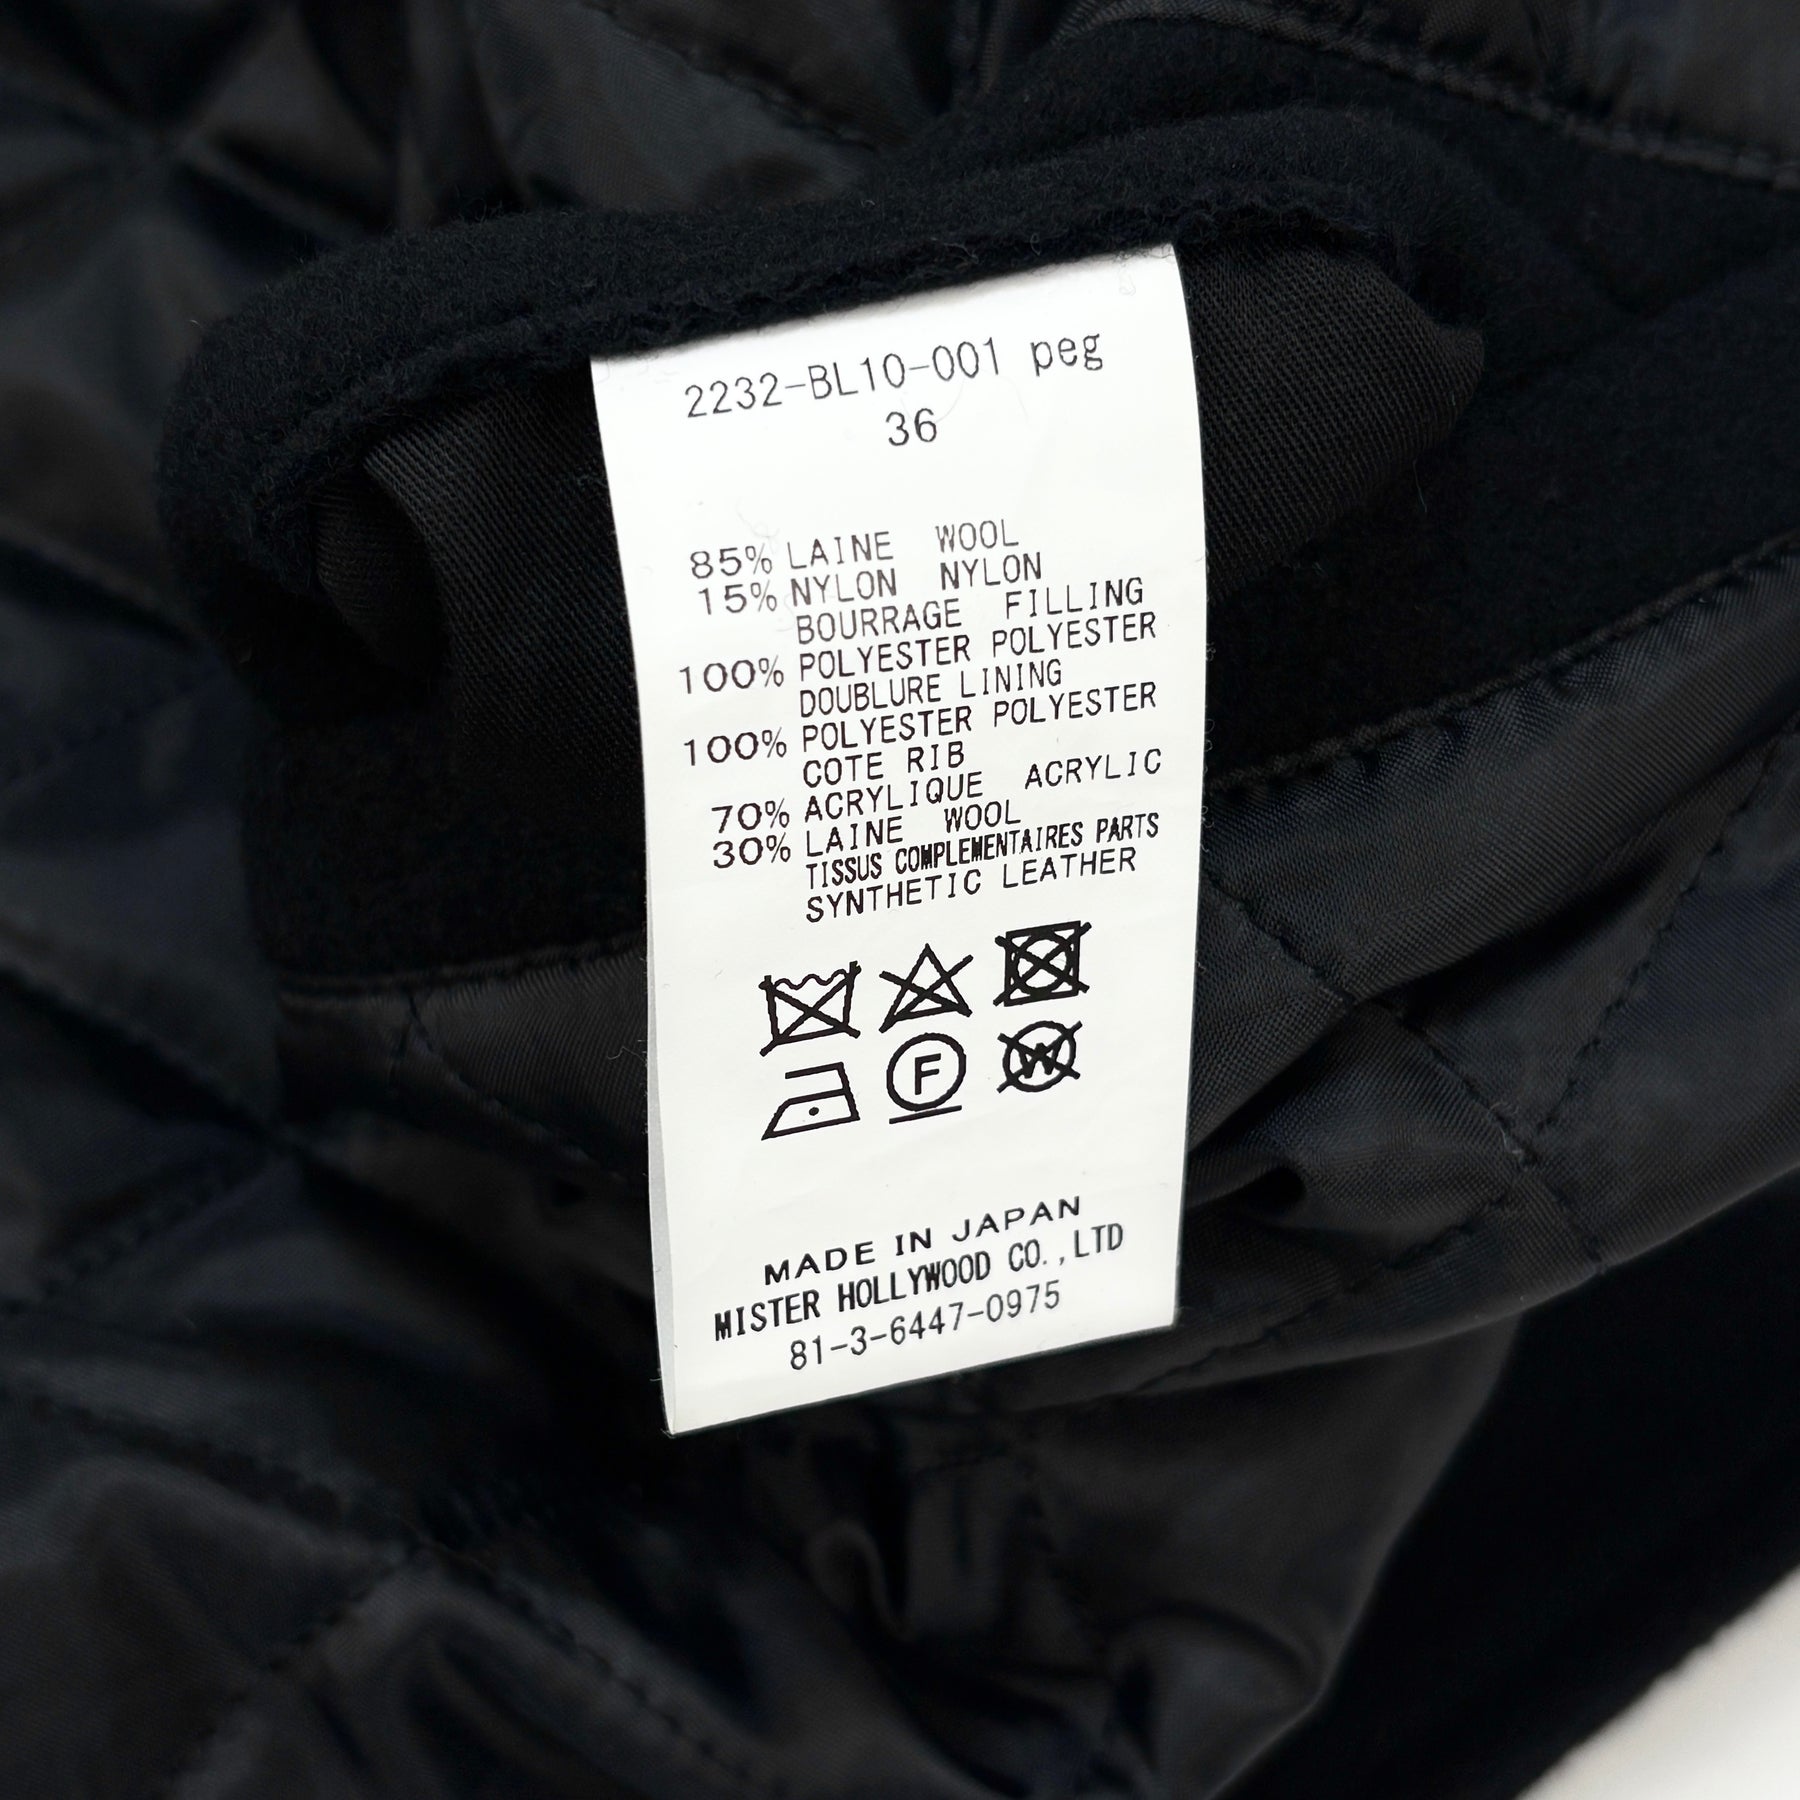 2232-BL10-001 peg
36
85% LAINE WOOL
15% NYLON NYLON
BOURRAGE FILLING
100% POLYESTER POLYESTER
DOUBLURE LINING
100% POLYESTER POLYESTER
COTE RIB
70% ACRYLIQUE ACRYLIC
30% LAINE WOOL
TISSUS COMPLEMENTAIRES PARTS
SYNTHETIC LEATHER
F W
MADE IN JAPAN
MISTER HOLLYWOOD CO.,LTD
81-3-6447-0975